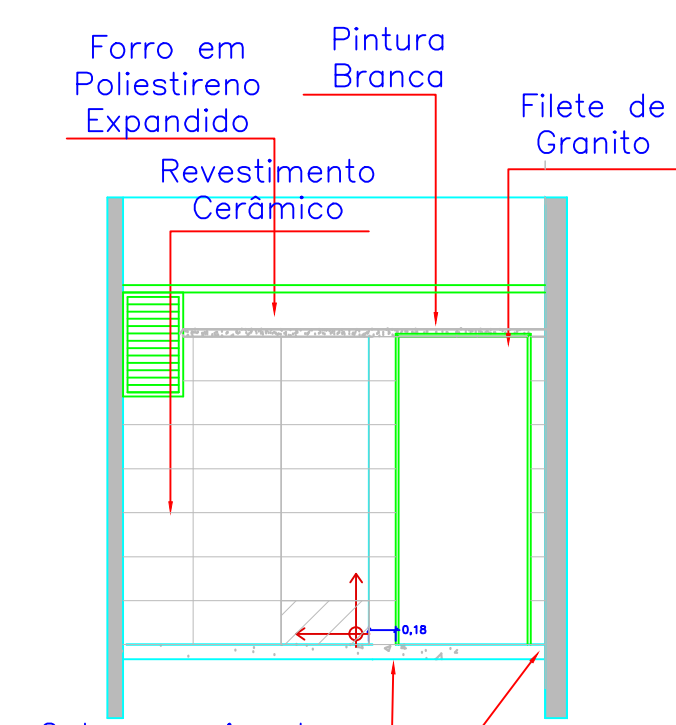 Forro em
Poliestireno
Expandido
Pintura
Branca
Filete de
Granito
Revestimento
Cerâmico
0,18